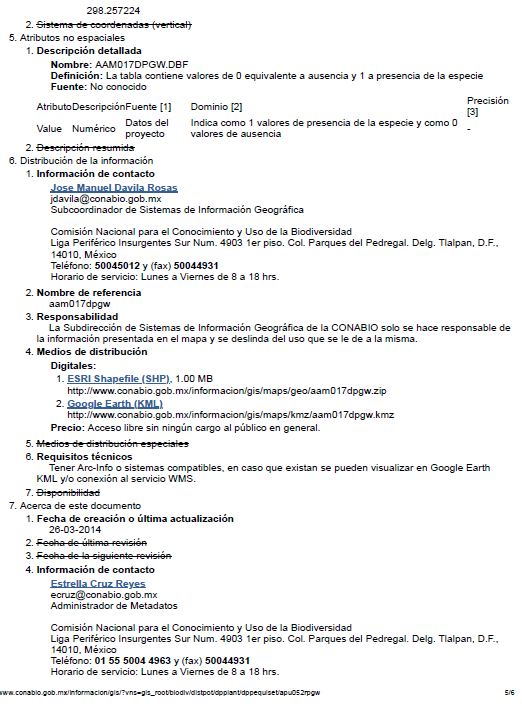 298.257224
2. Sistema de coordenadas (vertical)
5. Atributos no espaciales
1. Descripción detallada
Nombre: AAM017DPGW.DBF
Definición: La tabla contiene valores de 0 equivalente a ausencia y 1 a presencia de la especie
Fuente: No conocido
Atributo Descripción Fuente [1] Dominio [2] Precisión [3]
Value Numérico Datos del proyecto Indica como 1 valores de presencia de la especie y como 0 valores de ausencia -
2. Descripción resumida
6. Distribución de la información
1. Información de contacto
Jose Manuel Davila Rosas
jdavila@conabio.gob.mx
Subcoordinador de Sistemas de Información Geográfica
Comisión Nacional para el Conocimiento y Uso de la Biodiversidad
Liga Periférico Insurgentes Sur Num. 4903 1er piso. Col. Parques del Pedregal. Delg. Tlalpan, D.F.,
14010, México
Teléfono: 50045012 y (fax) 50044931
Horario de servicio: Lunes a Viernes de 8 a 18 hrs.
2. Nombre de referencia
aam017dpgw
3. Responsabilidad
La Subdirección de Sistemas de Información Geográfica de la CONABIO solo se hace responsable de
la información presentada en el mapa y se deslinda del uso que se le de a la misma.
4. Medios de distribución
Digitales:
1. ESRI Shapefile (SHP), 1.00 MB
http://www.conabio.gob.mx/informacion/gis/maps/geo/aam017dpgw.zip
2. Google Earth (KML)
http://www.conabio.gob.mx/informacion/gis/maps/kmz/aam017dpgw.kmz
Precio: Acceso libre sin ningún cargo al público en general.
5. Medios de distribución especiales
6. Requisitos técnicos
Tener Arc-Info o sistemas compatibles, en caso que existan se pueden visualizar en Google Earth
KML y/o conexión al servicio WMS.
7. Disponibilidad
7. Acerca de este documento
1. Fecha de creación o última actualización
26-03-2014
2. Fecha de última revisión
3. Fecha de la siguiente revisión
4. Información de contacto
Estrella Cruz Reyes
ecruz@conabio.gob.mx
Administrador de Metadatos
Comisión Nacional para el Conocimiento y Uso de la Biodiversidad
Liga Periférico Insurgentes Sur Num. 4903 1er piso. Col. Parques del Pedregal. Delg. Tlalpan, D.F.,
14010, México
Teléfono: 01 55 5004 4963 y (fax) 50044931
Horario de servicio: Lunes a Viernes de 8 a 18 hrs.
www.conabio.gob.mx/informacion/gis/?vns=gis_root/biodiv/distpot/dpplant/dppequiset/apu052rpgw 5/6